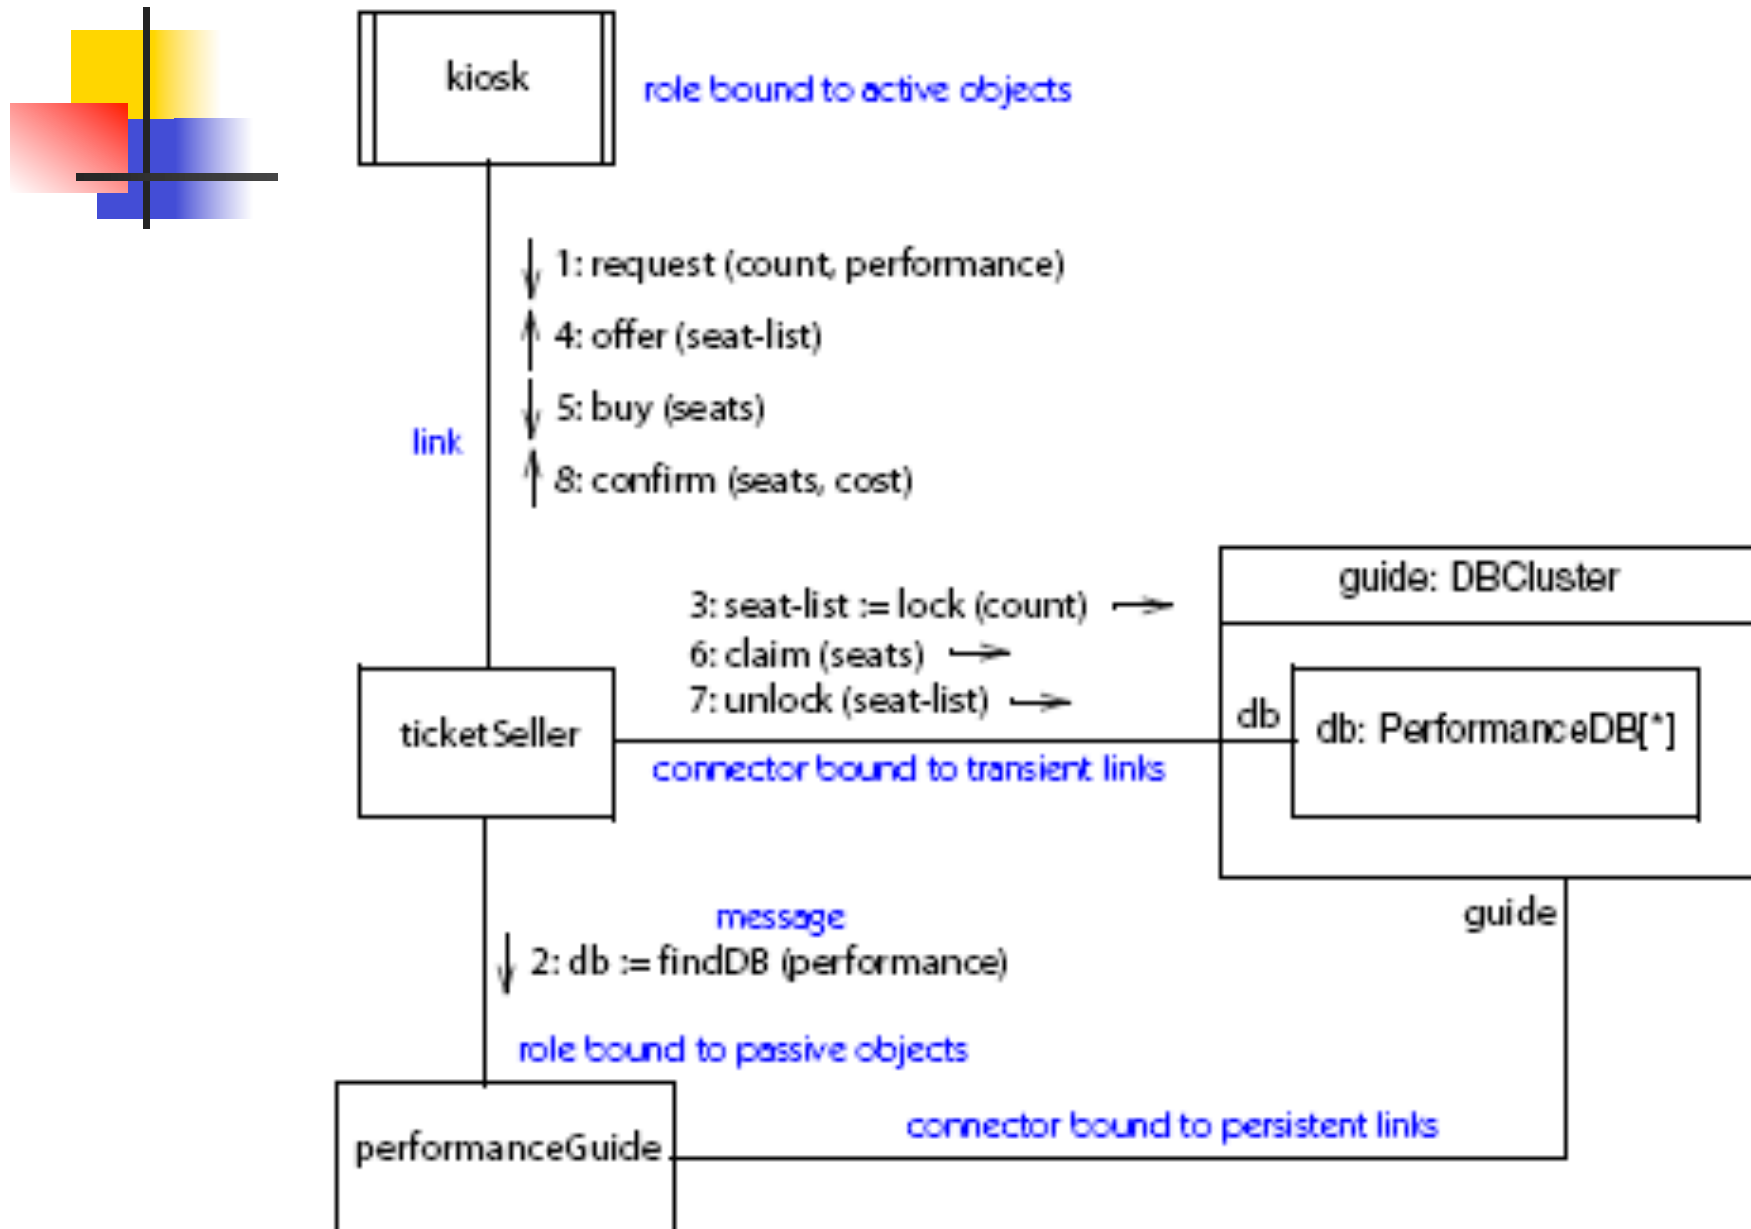 kiosk
role bound to active objects
1: request (count, performance)
4: offer (seat-list)
5: buy (seats)
link
8: confirm (seats, cost)
guide: DBCluster
3: seat-list := lock (count)
6: claim (seats)
7: unlock (seat-list)
db
db: PerformanceDB[*]
ticketSeller
connector bound to transient links
guide
message
2: db := findDB (performance)
role bound to passive objects
connector bound to persistent links
performanceGuide